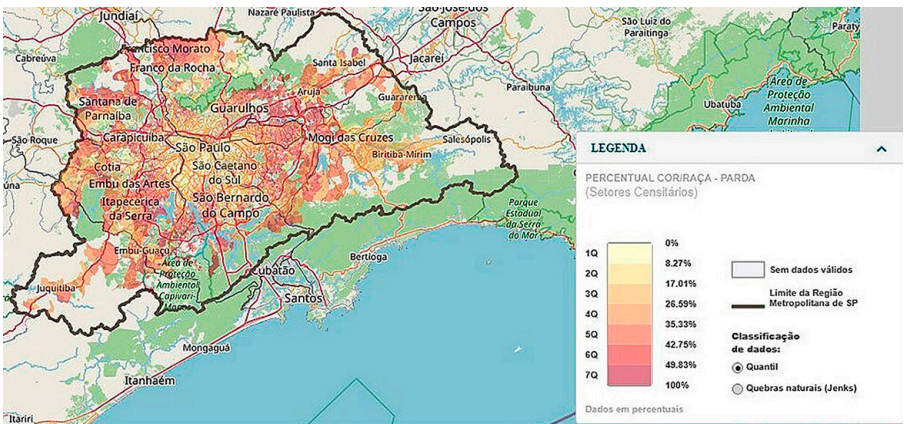 Jundiaí
Nazaré Paulista
São José dos
Campos
São Luiz do
Paraitinga
Paraty
Cabreúva
Francisco Morato
Franco da Rocha
Santa Isabel
Jacareí
Santana de
Parnaíba
Guarulhos
Arujá
Guararema
Paraibuna
Ubatuba
Área de
Proteção
Ambiental
Marinha
São Roque
Carapicuíba
São Paulo
Mogi das Cruzes
Salesópolis
Biritiba-Mirim
Cotia
São Caetano
do Sul
Embu das Artes
São Bernardo
do Campo
Itapecerica
da Serra
Parque
Estadual
da Serra
do Mar
Embu-Guaçu
Área de
Proteção
Ambiental
Capivari-
Cubatão
Bertioga
Juquitiba
Santos
Mongaguá
Itanhaém
Itariri
LEGENDA
PERCENTUAL COR/RAÇA - PARDA
(Setores Censitários)
0%
1Q
8.27%
2Q
17.01%
3Q
26.59%
4Q
35.33%
5Q
42.75%
6Q
49.83%
7Q
100%
Sem dados válidos
Limite da Região
Metropolitana de SP
Classificação
de dados:
Quantil
Quebras naturais (Jenks)
Dados em percentuais